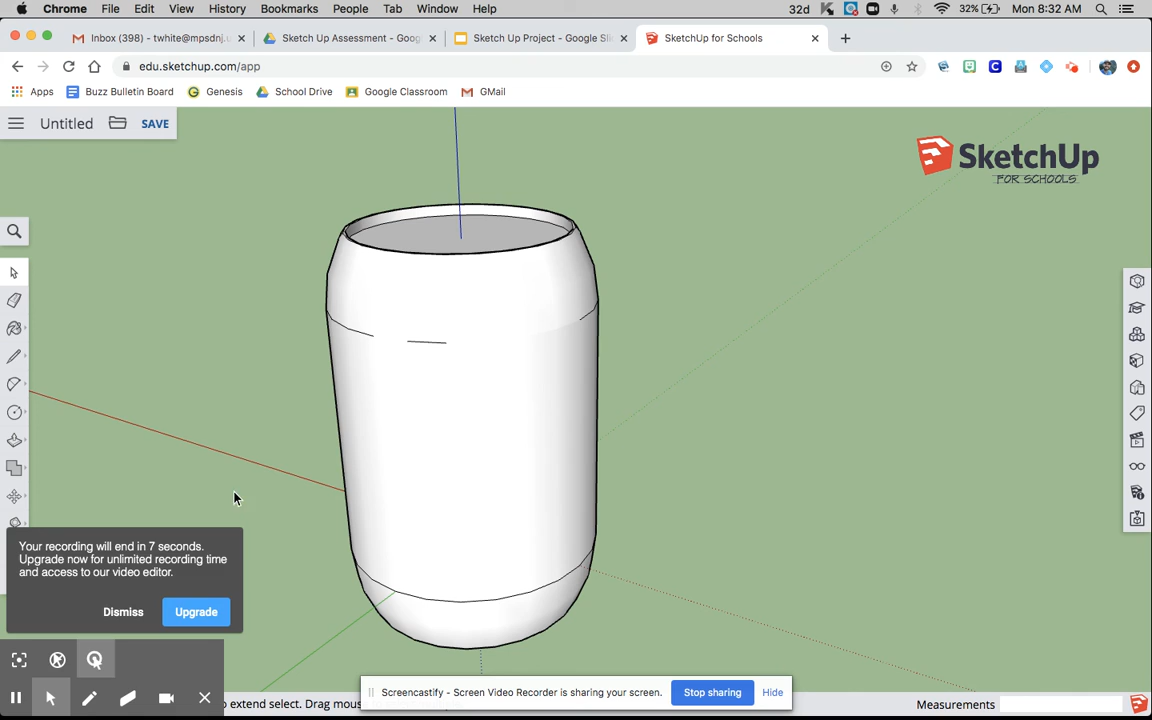 Chrome File Edit View History Bookmarks People Tab Window Help 32d 32% Mon 8:32 AM
Inbox (398) - twhite@mpsdnj. Sketch Up Assessment - Goog Sketch Up Project - Google Sli SketchUp for Schools
edu.sketchup.com/app
Apps Buzz Bulletin Board Genesis School Drive Google Classroom GMail
Untitled SAVE
SketchUp
FOR SCHOOLS
Your recording will end in 7 seconds.
Upgrade now for unlimited recording time
and access to our video editor.
Dismiss Upgrade
Screencastify - Screen Video Recorder is sharing your screen. Stop sharing Hide
o extend select. Drag mous Measurements